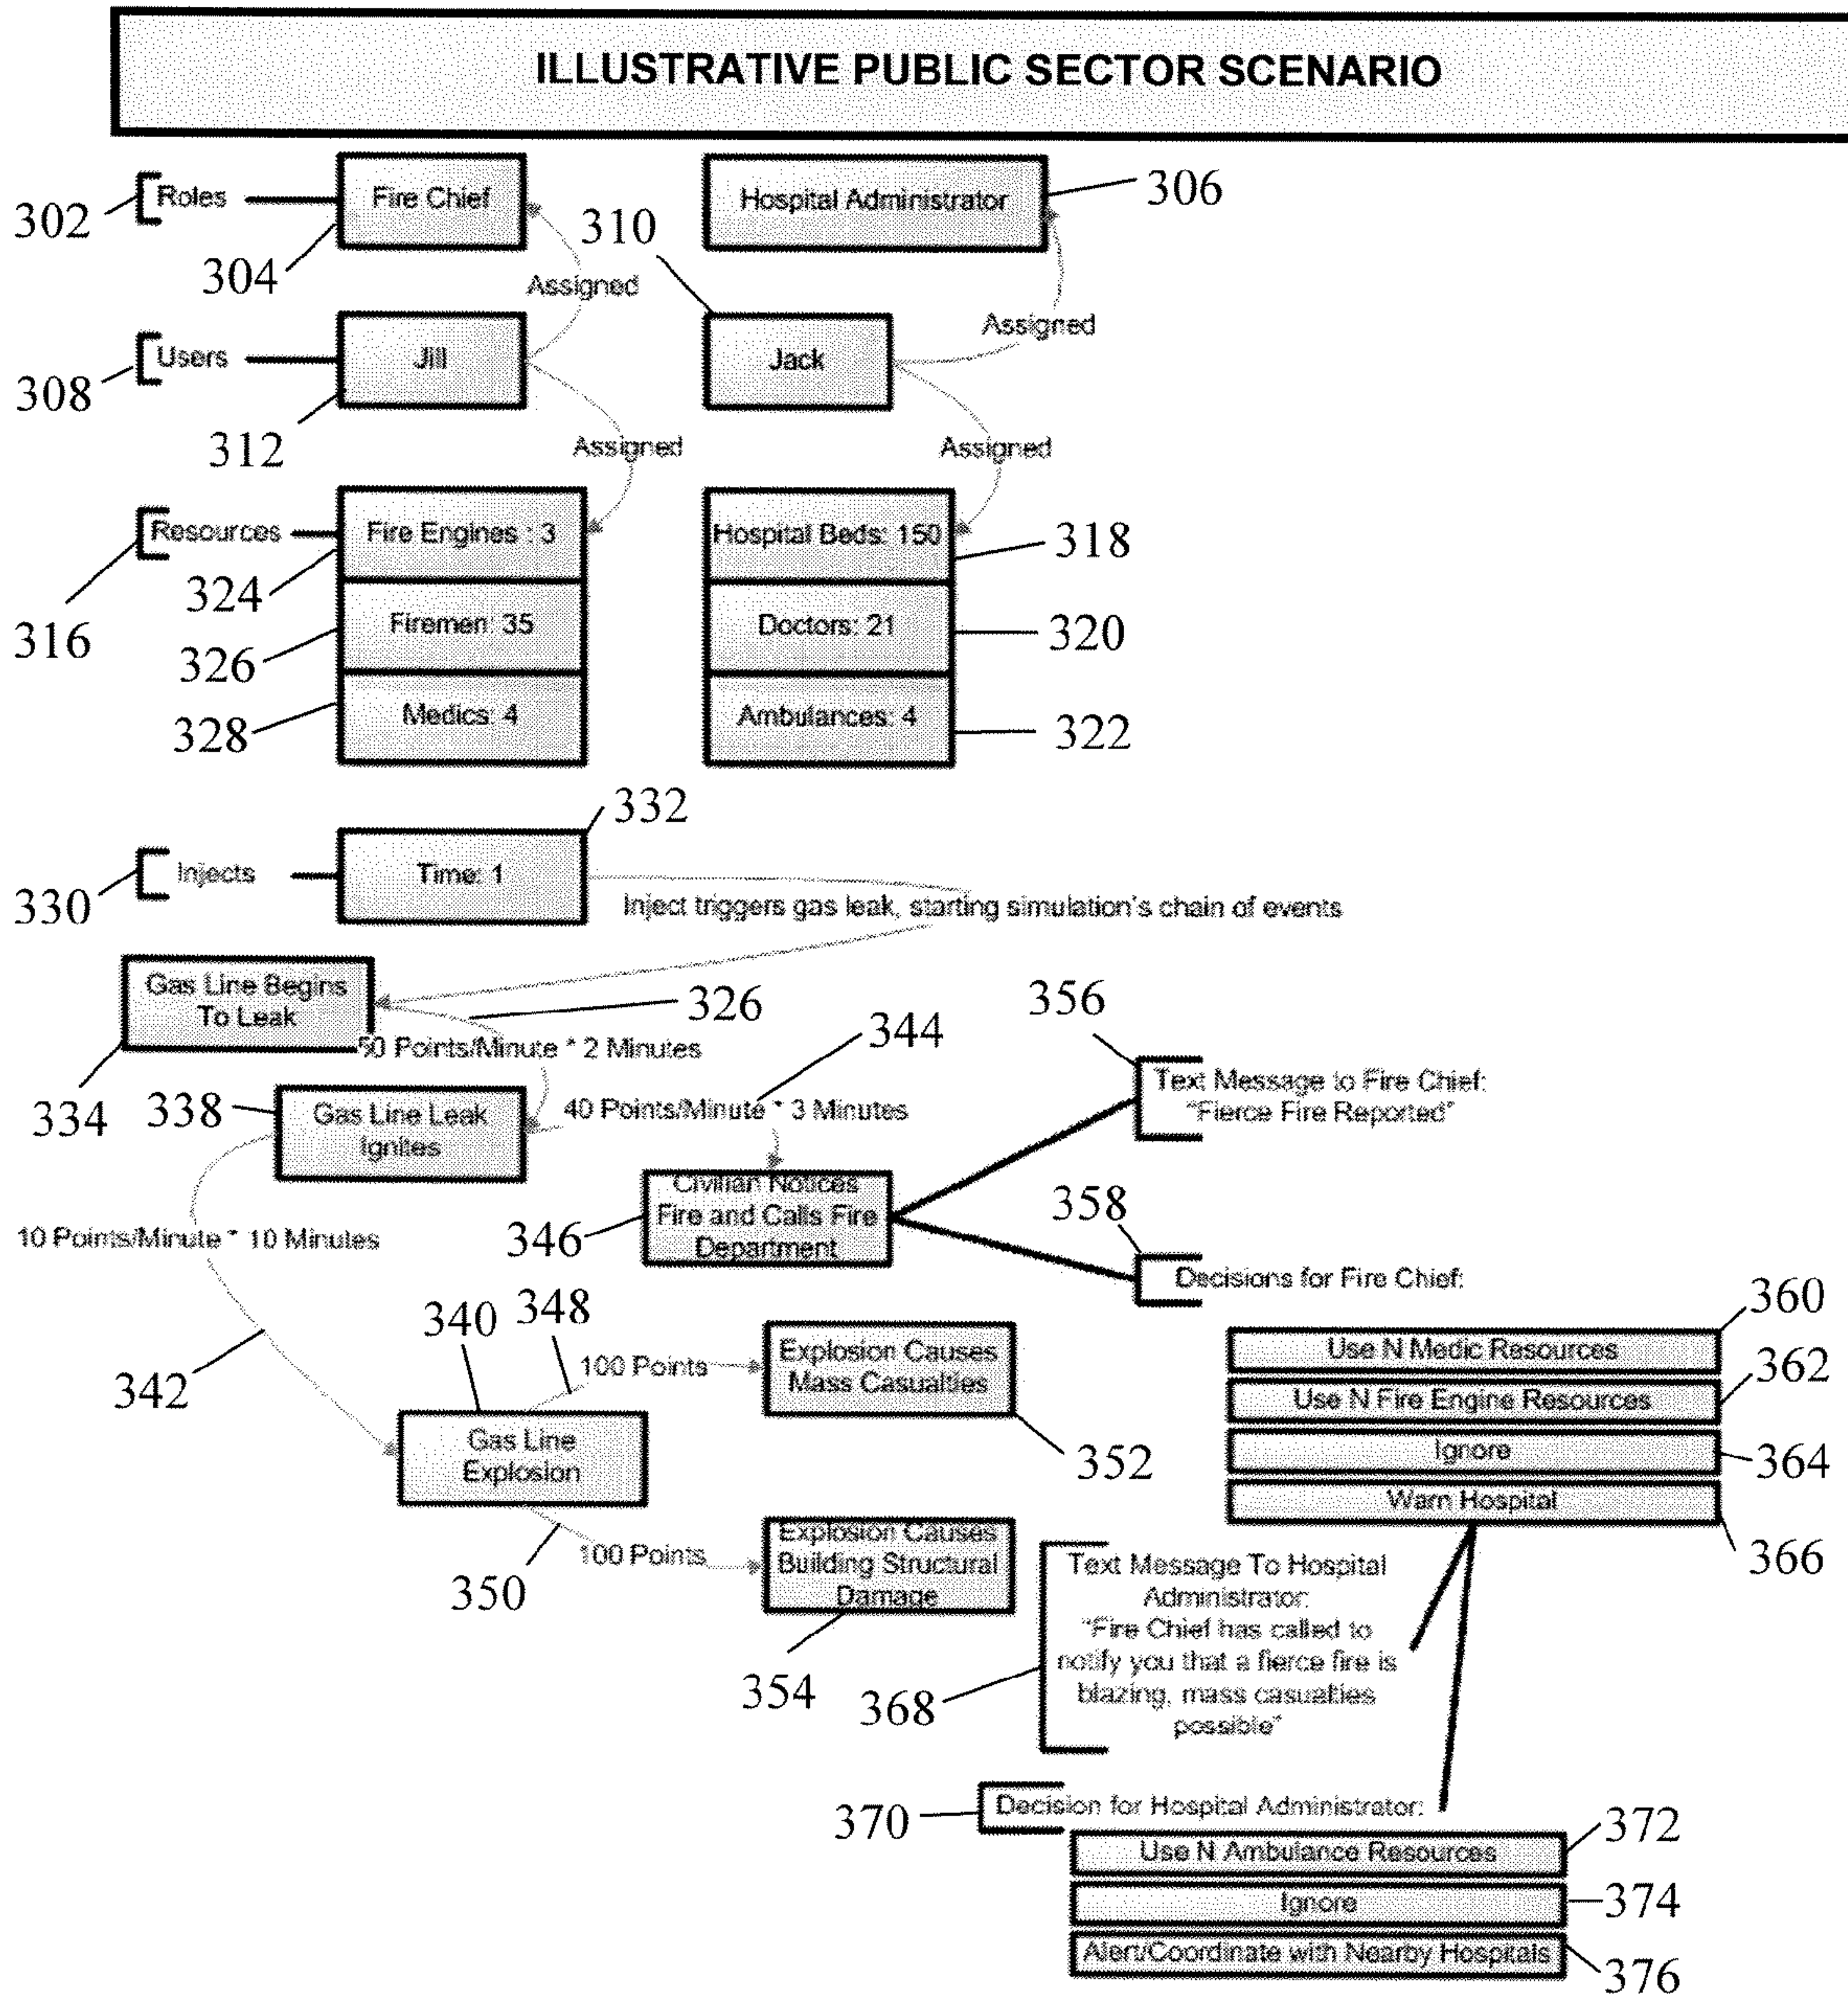 ILLUSTRATIVE PUBLIC SECTOR SCENARIO
302
Roles
Fire Chief
304
Hospital Administrator
306
310
Assigned
Assigned
308
Users
Jill
312
Jack
Assigned
Assigned
316
Resources
Fire Engines : 3
324
Firemen: 35
326
Medics: 4
328
Hospital Beds: 150
318
Doctors: 21
320
Ambulances: 4
322
330
Injects
Time: 1
332
Inject triggers gas leak, starting simulation's chain of events
Gas Line Begins
To Leak
334
326
50 Points/Minute * 2 Minutes
344
338
Gas Line Leak
Ignites
40 Points/Minute * 3 Minutes
356
Text Message to Fire Chief:
"Fierce Fire Reported"
Civilian Notices
Fire and Calls Fire
Department
346
358
Decisions for Fire Chief:
10 Points/Minute * 10 Minutes
342
340
348
100 Points
Explosion Causes
Mass Casualties
352
Gas Line
Explosion
350
100 Points
Explosion Causes
Building Structural
Damage
354
Use N Medic Resources
360
Use N Fire Engine Resources
362
Ignore
364
Warn Hospital
366
368
Text Message To Hospital
Administrator:
"Fire Chief has called to
notify you that a fierce fire is
blazing, mass casualties
possible"
370
Decision for Hospital Administrator:
Use N Ambulance Resources
372
Ignore
374
Alert/Coordinate with Nearby Hospitals
376